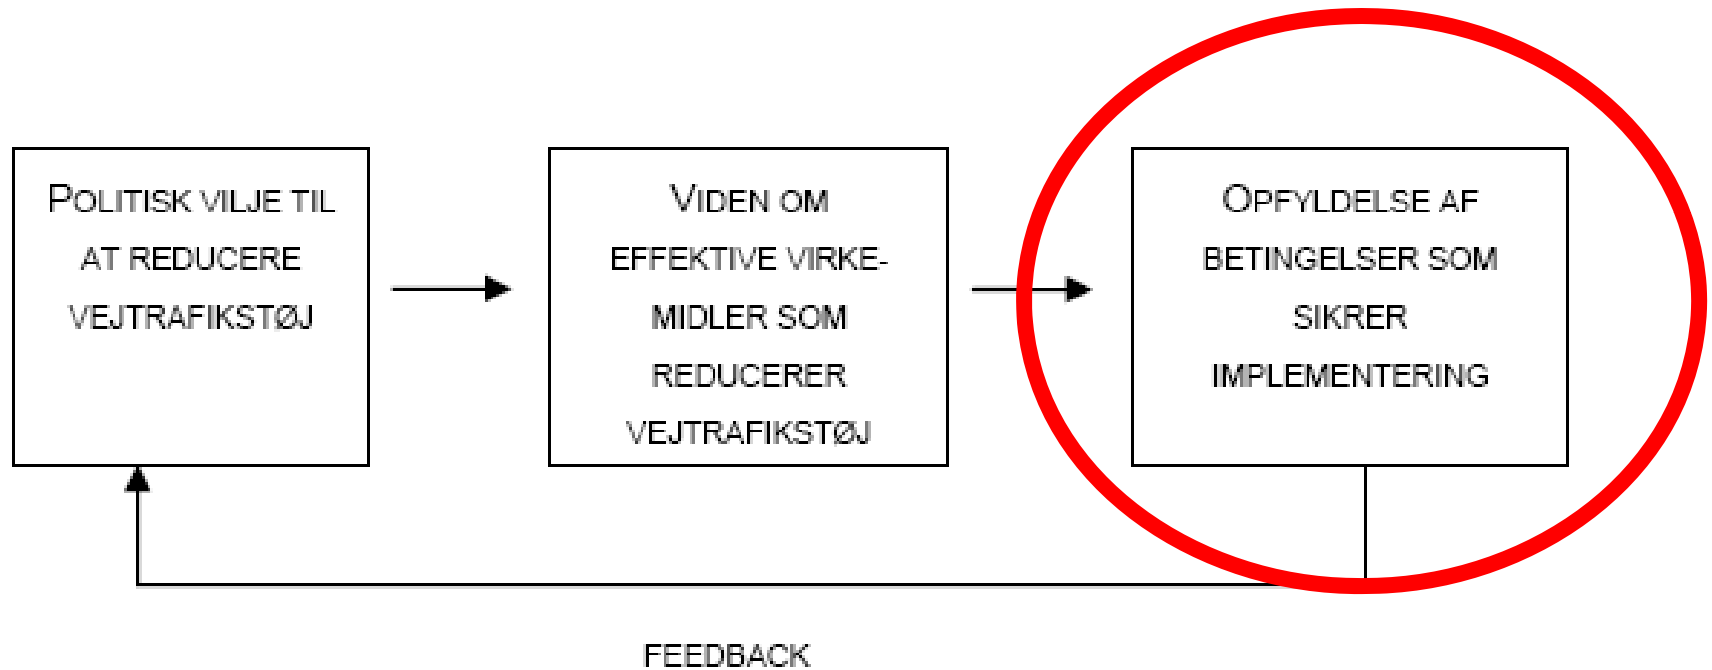 POLITISK VILJE TIL
AT REDUCERE
VEJTRAFIKSTØJ
VIDEN OM
EFFEKTIVE VIRKE-
MIDLER SOM
REDUCERER
VEJTRAFIKSTØJ
OPFYLDELSE AF
BETINGELSER SOM
SIKRER
IMPLEMENTERING
FEEDBACK